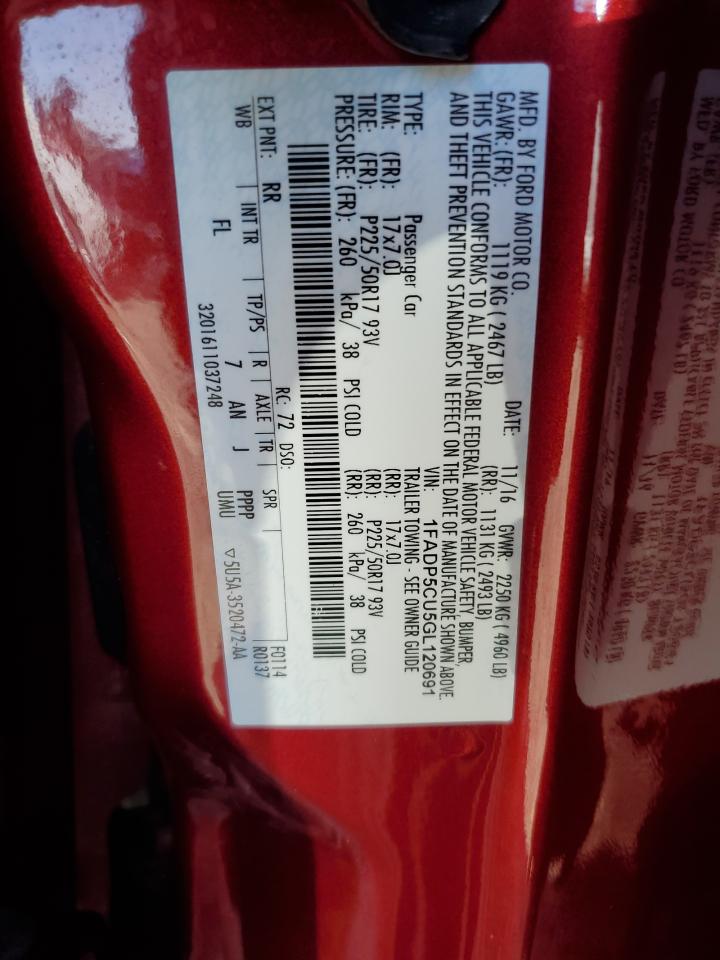 MFD. BY FORD MOTOR CO. DATE: 11/16 GVWR: 2250 KG ( 4960 LB)
GAWR: (FR): 1119 KG ( 2467 LB) (RR): 1131 KG ( 2493 LB)
THIS VEHICLE CONFORMS TO ALL APPLICABLE FEDERAL MOTOR VEHICLE SAFETY, BUMPER,
AND THEFT PREVENTION STANDARDS IN EFFECT ON THE DATE OF MANUFACTURE SHOWN ABOVE.
VIN: 1FADP5CU5GL120691
TYPE: Passenger Car TRAILER TOWING - SEE OWNER GUIDE
RIM: (FR): 17x7.0J (RR): 17x7.0J
TIRE: (FR): P225/50R17 93V (RR): P225/50R17 93V
PRESSURE: (FR): 260 kPa/ 38 PSI COLD (RR): 260 kPa/ 38 PSI COLD
RC: 72 DSO: F0114
EXT PNT: RR R0137
WB INT TR TP/PS R AXLE TR SPR
FL 7 AN J PPPP
UMU
3201611037248 ▽5U5A-3520472-AA